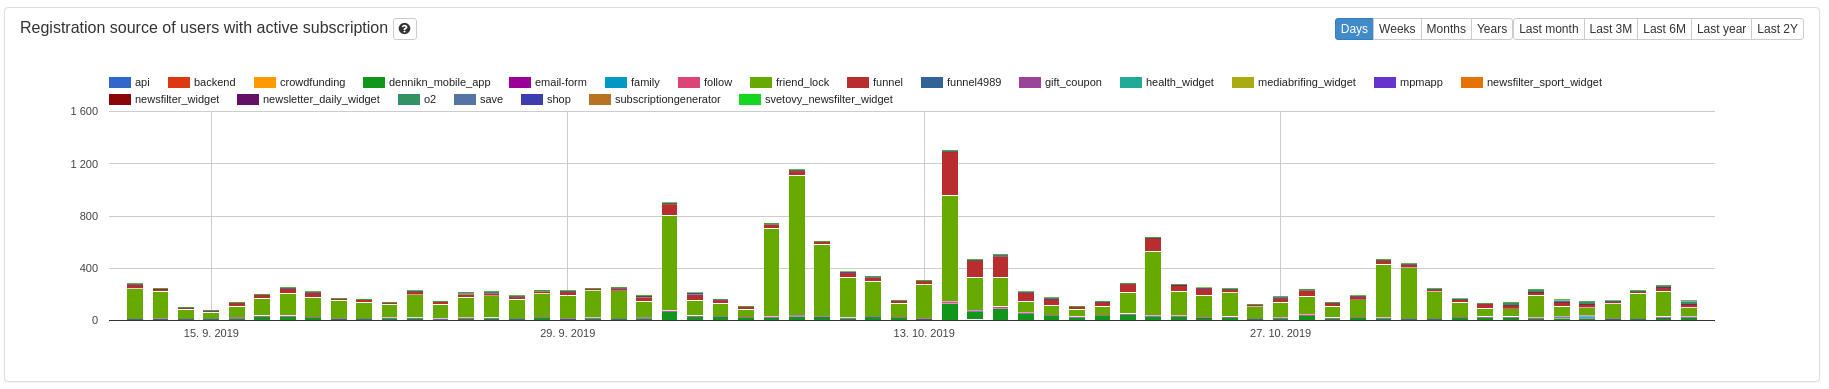 Registration source of users with active subscription ?
Days Weeks Months Years Last month Last 3M Last 6M Last year Last 2Y
api backend crowdfunding dennikn_mobile_app email-form family follow friend_lock funnel funnel4989 gift_coupon health_widget mediabrifing_widget mpmapp newsfilter_sport_widget
newsfilter_widget newsletter_daily_widget o2 save shop subscriptiongenerator svetovy_newsfilter_widget
1 600
1 200
800
400
0
15. 9. 2019 29. 9. 2019 13. 10. 2019 27. 10. 2019